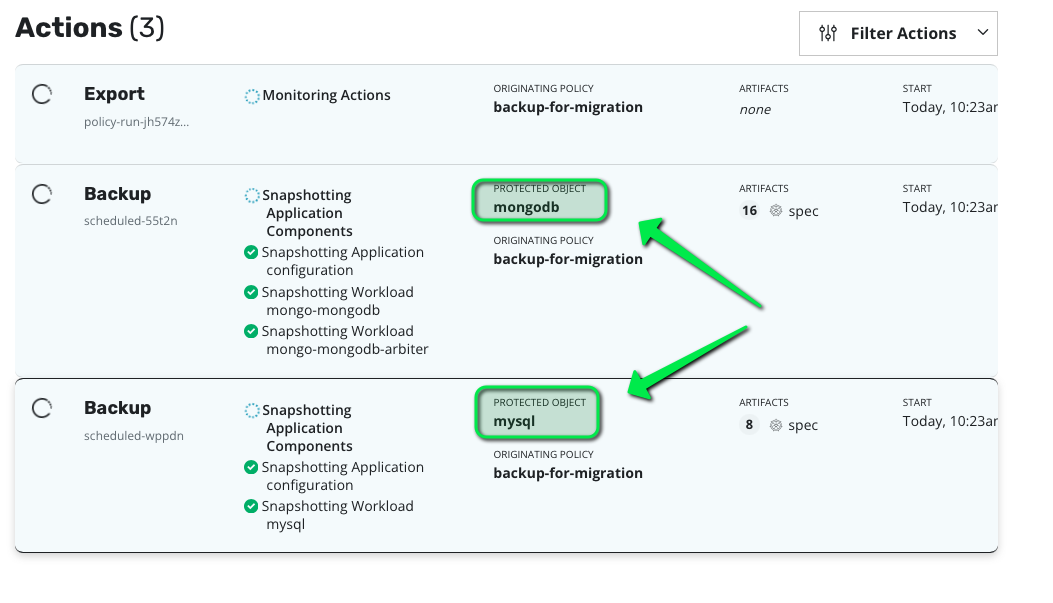 Actions (3)
Filter Actions
Export
policy-run-jh574z...
Monitoring Actions
ORIGINATING POLICY
backup-for-migration
ARTIFACTS
none
START
Today, 10:23am
Backup
scheduled-55t2n
Snapshotting
Application
Components
Snapshotting Application
configuration
Snapshotting Workload
mongo-mongodb
Snapshotting Workload
mongo-mongodb-arbiter
PROTECTED OBJECT
mongodb
ORIGINATING POLICY
backup-for-migration
ARTIFACTS
16 spec
START
Today, 10:23am
Backup
scheduled-wppdn
Snapshotting
Application
Components
Snapshotting Application
configuration
Snapshotting Workload
mysql
PROTECTED OBJECT
mysql
ORIGINATING POLICY
backup-for-migration
ARTIFACTS
8 spec
START
Today, 10:23am